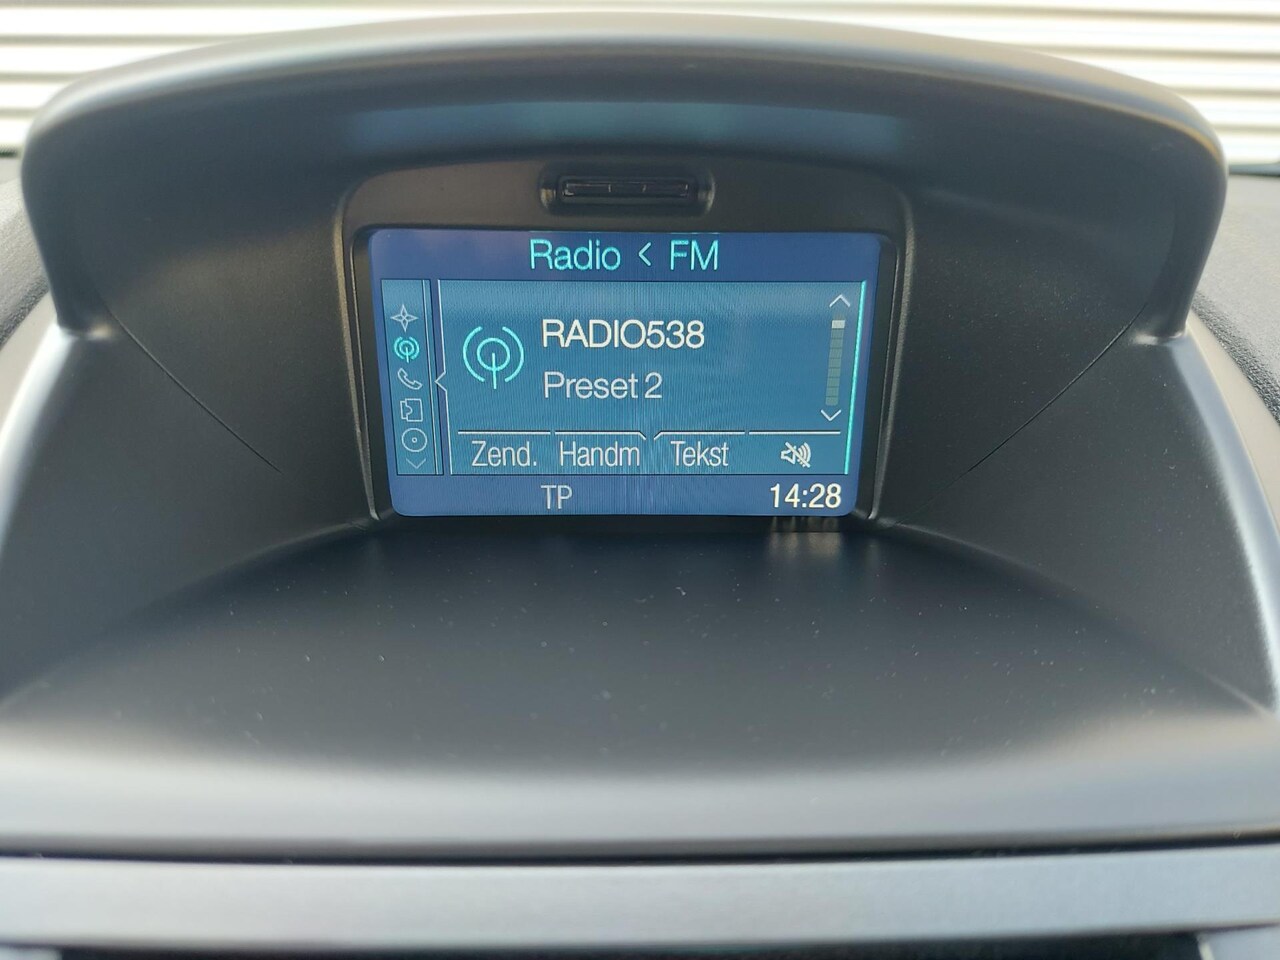 Radio < FM
RADIO538
Preset 2
Zend. Handm Tekst
TP 14:28